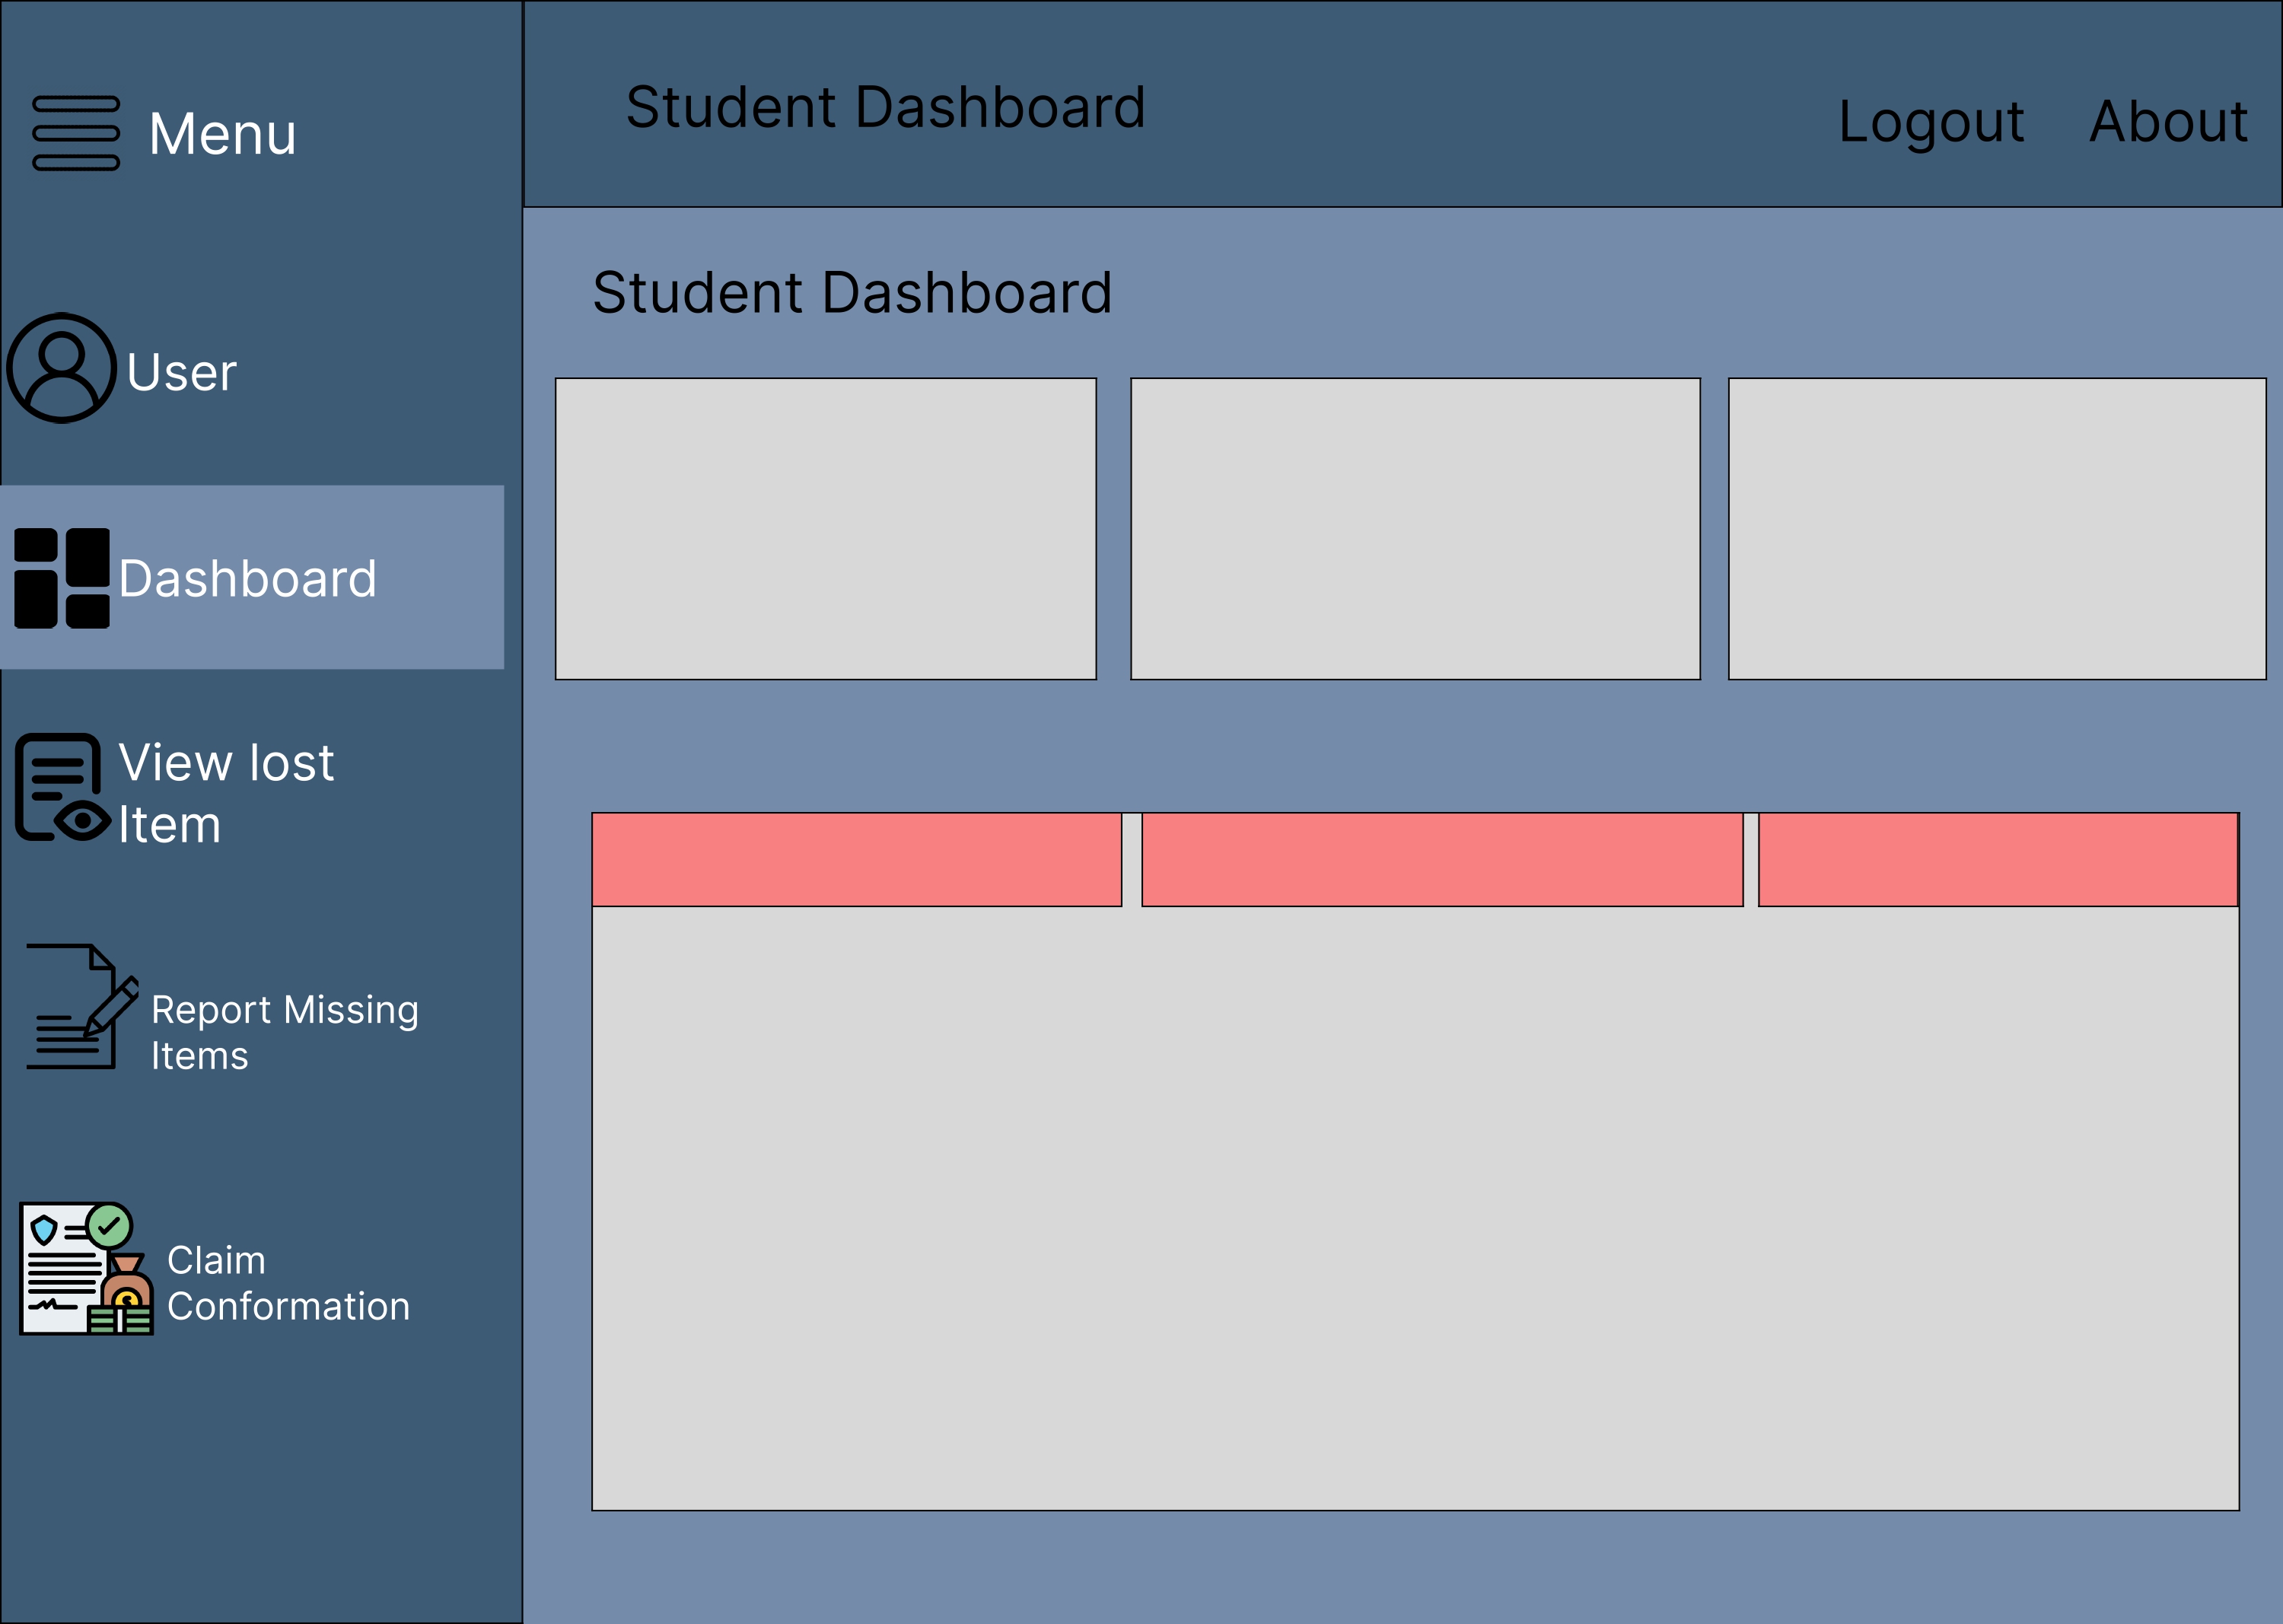 Menu
Student Dashboard
Logout
About
User
Student Dashboard
Dashboard
View lost
Item
Report Missing
Items
Claim
Conformation